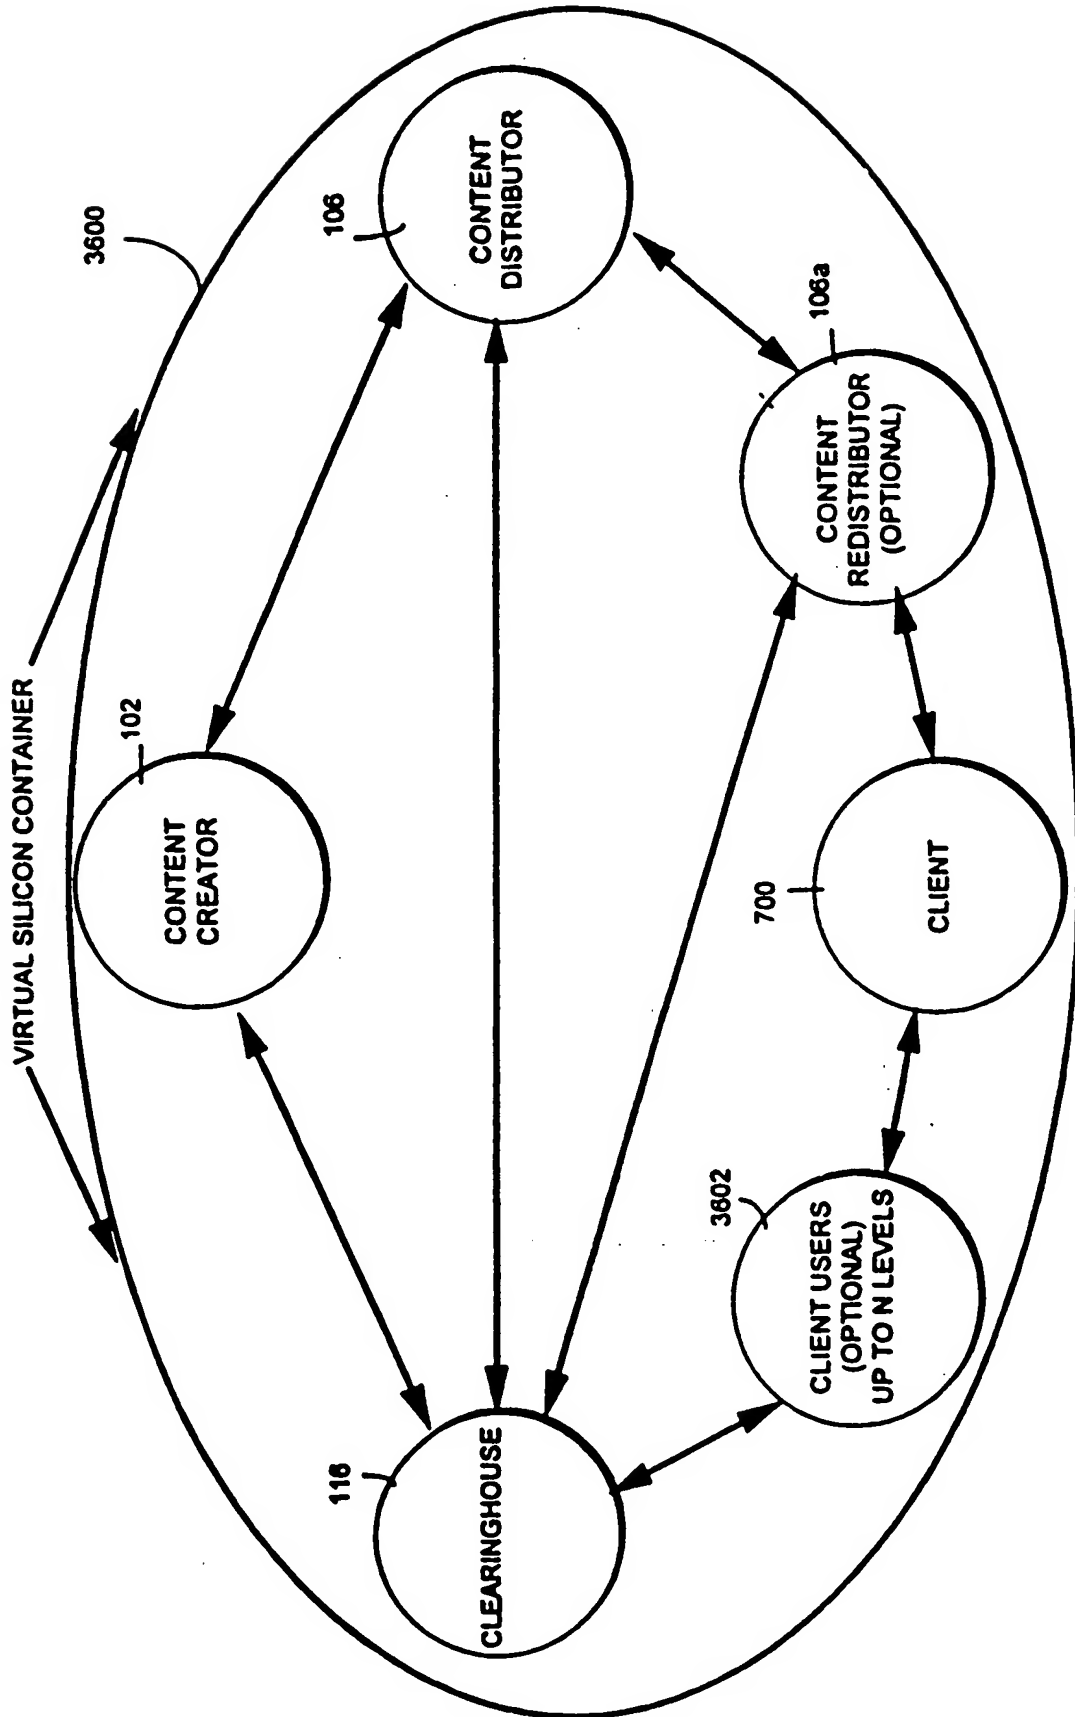 VIRTUAL SILICON CONTAINER
3600
102
CONTENT
CREATOR
116
CLEARINGHOUSE
106
CONTENT
DISTRIBUTOR
3602
CLIENT USERS
(OPTIONAL)
UP TO N LEVELS
700
CLIENT
106a
CONTENT
REDISTRIBUTOR
(OPTIONAL)